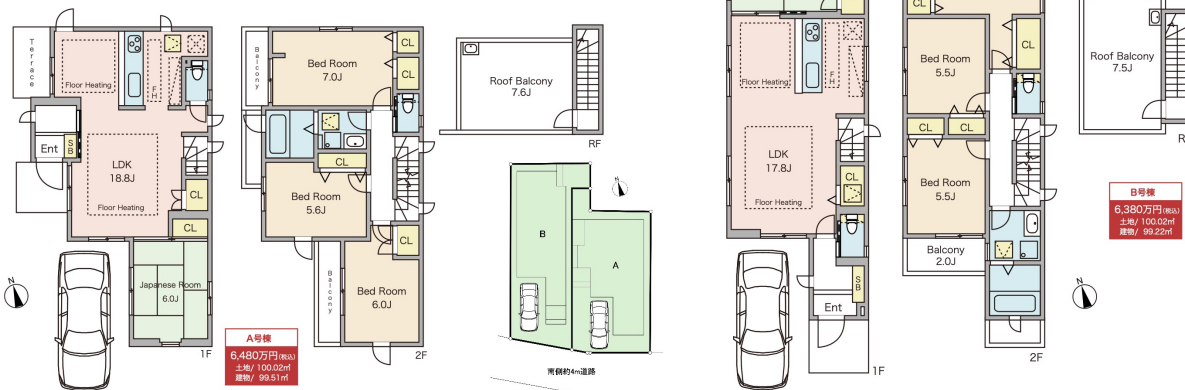 Terrace
Floor Heating
FH
CL
Ent
SB
LDK
18.8J
Floor Heating
CL
CL
Japanese Room
6.0J
1F
N
A号棟
6,480万円(税込)
土地/ 100.02㎡
建物/ 99.51㎡
Balcony
Bed Room
7.0J
CL
CL
CL
Bed Room
5.6J
CL
Balcony
Bed Room
6.0J
2F
Roof Balcony
7.6J
RF
N
B
A
南側約4m道路
Floor Heating
FH
LDK
17.8J
Floor Heating
CL
SB
Ent
1F
CL
Bed Room
5.5J
CL
CL
CL
Bed Room
5.5J
Balcony
2.0J
2F
Roof Balcony
7.5J
B号棟
6,380万円(税込)
土地/ 100.02㎡
建物/ 99.22㎡
N